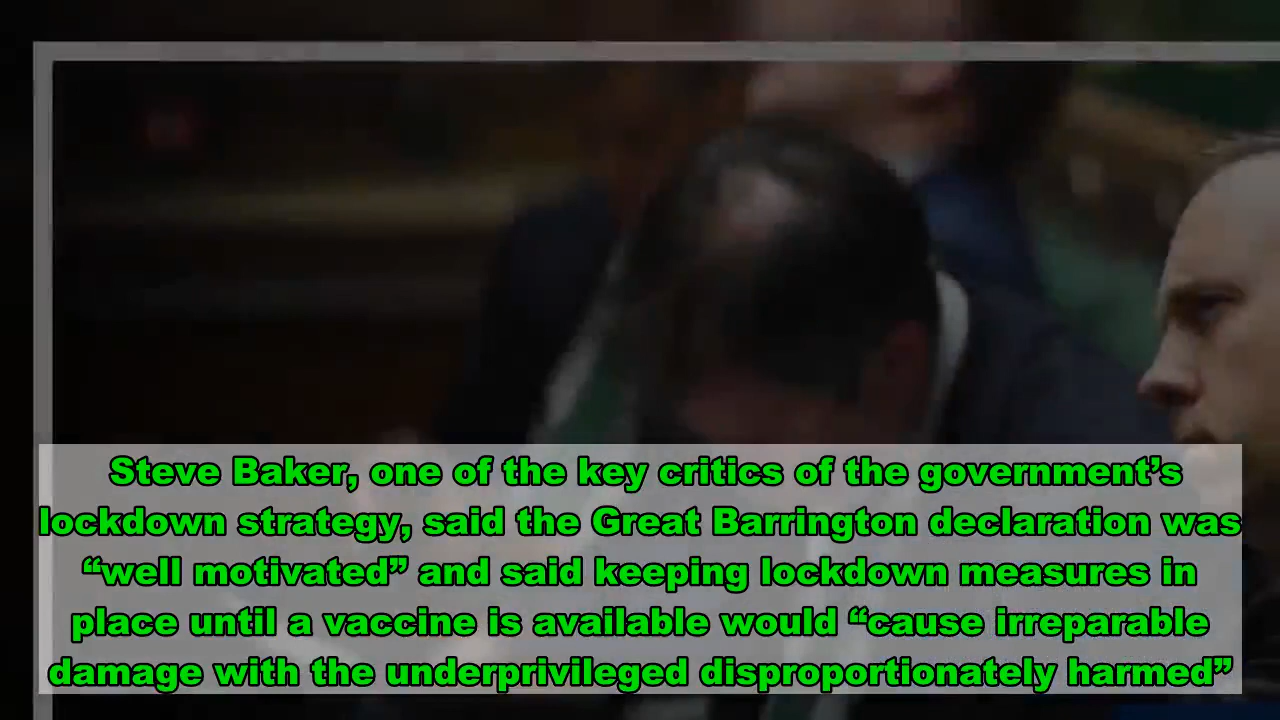 Steve Baker, one of the key critics of the government’s
lockdown strategy, said the Great Barrington declaration was
“well motivated” and said keeping lockdown measures in
place until a vaccine is available would “cause irreparable
damage with the underprivileged disproportionately harmed”